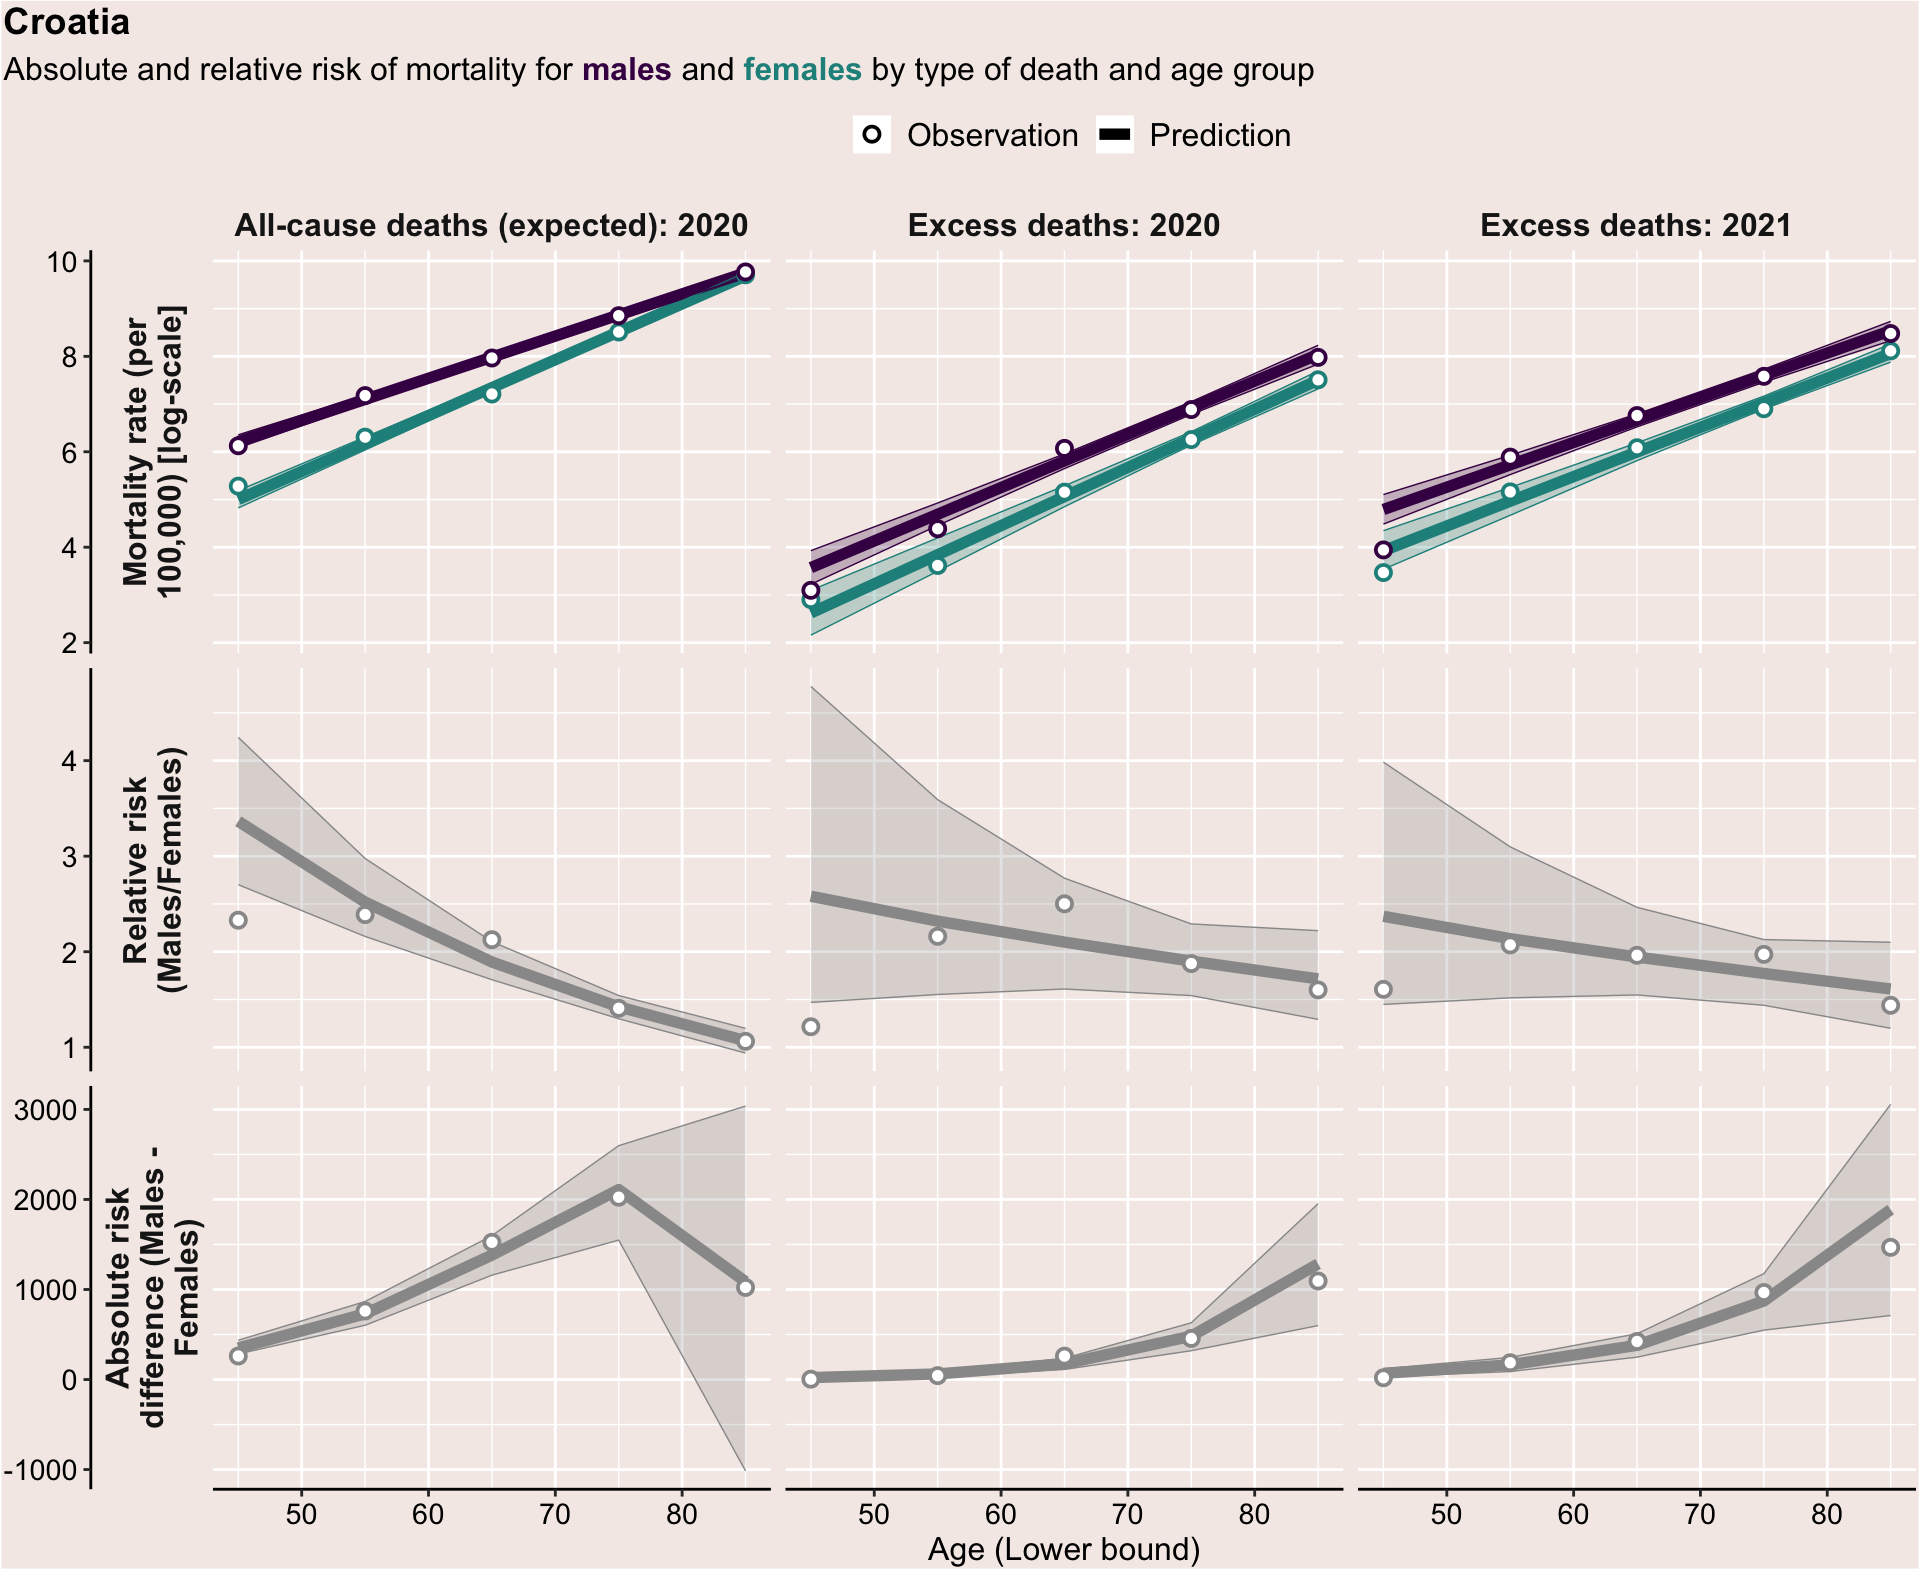 Croatia
Absolute and relative risk of mortality for males and females by type of death and age group
Observation Prediction
All-cause deaths (expected): 2020 Excess deaths: 2020 Excess deaths: 2021
Mortality rate (per
100,000) [log-scale]
10
8
6
4
2
Relative risk
(Males/Females)
4
3
2
1
Absolute risk
difference (Males -
Females)
3000
2000
1000
0
-1000
50 60 70 80 50 60 70 80 50 60 70 80
Age (Lower bound)